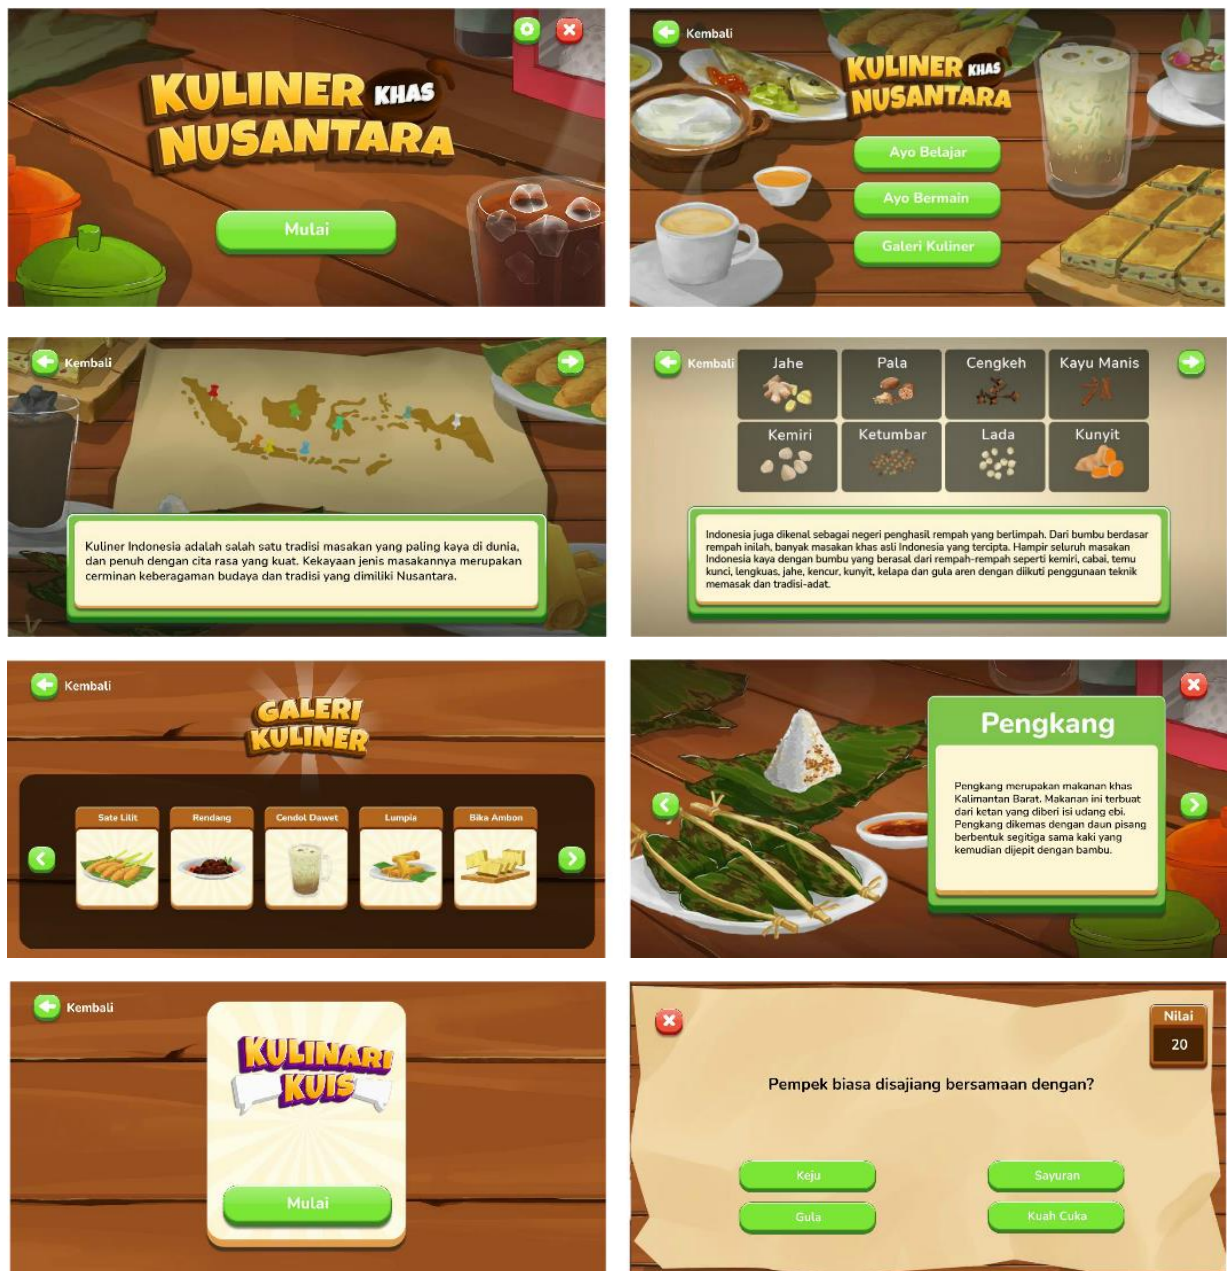 KULINER KHAS
NUSANTARA
Mulai
Kembali
KULINER KHAS
NUSANTARA
Ayo Belajar
Ayo Bermain
Galeri Kuliner
Kembali
Kuliner Indonesia adalah salah satu tradisi masakan yang paling kaya di dunia,
dan penuh dengan cita rasa yang kuat. Kekayaan jenis masakannya merupakan
cerminan keberagaman budaya dan tradisi yang dimiliki Nusantara.
Kembali
Jahe
Pala
Cengkeh
Kayu Manis
Kemiri
Ketumbar
Lada
Kunyit
Indonesia juga dikenal sebagai negeri penghasil rempah yang berlimpah. Dari bumbu berdasar
rempah inilah, banyak masakan khas asli Indonesia yang tercipta. Hampir seluruh masakan
Indonesia kaya dengan bumbu yang berasal dari rempah-rempah seperti kemiri, cabai, temu
kunci, lengkuas, jahe, kencur, kunyit, kelapa dan gula aren dengan diikuti penggunaan teknik
memasak dan tradisi-adat.
Kembali
GALERI
KULINER
Sate Lilit
Rendang
Cendol Dawet
Lumpia
Bika Ambon
Pengkang
Pengkang merupakan makanan khas
Kalimantan Barat. Makanan ini terbuat
dari ketan yang diberi isi udang ebi.
Pengkang dikemas dengan daun pisang
berbentuk segitiga sama kaki yang
kemudian dijepit dengan bambu.
Kembali
KULINARI
KUIS
Mulai
Nilai
20
Pempek biasa disajiang bersamaan dengan?
Keju
Sayuran
Gula
Kuah Cuka